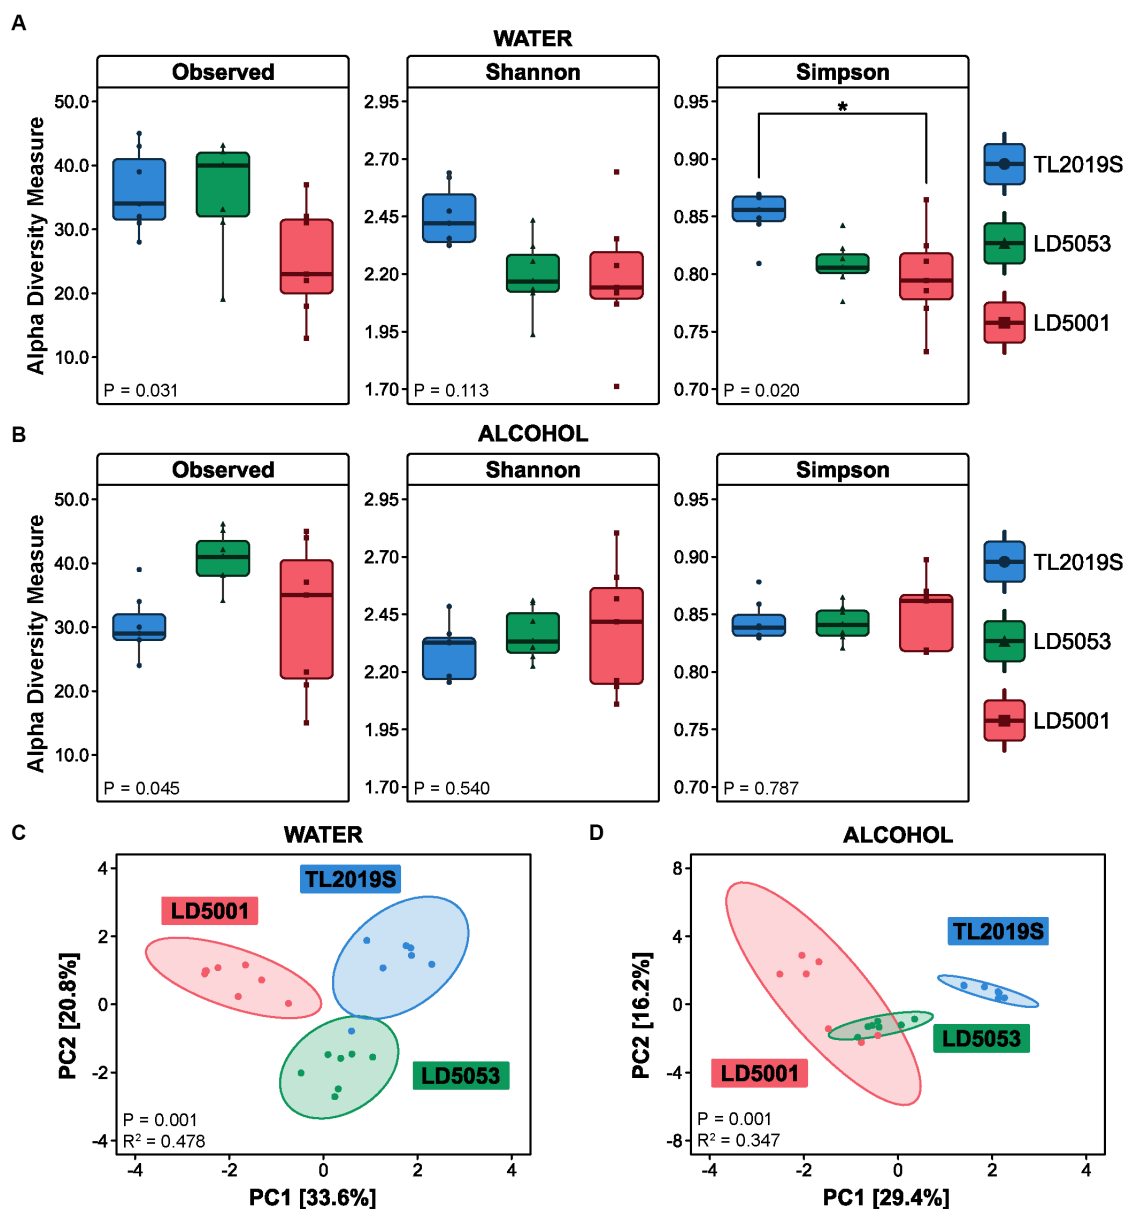 A
WATER
Observed
Shannon
Simpson
Alpha Diversity Measure
50.0
40.0
30.0
20.0
10.0
P = 0.031
2.95
2.70
2.45
2.20
1.95
1.70
P = 0.113
0.95
0.90
0.85
0.80
0.75
0.70
*
P = 0.020
TL2019S
LD5053
LD5001
B
ALCOHOL
Observed
Shannon
Simpson
Alpha Diversity Measure
50.0
40.0
30.0
20.0
10.0
P = 0.045
2.95
2.70
2.45
2.20
1.95
1.70
P = 0.540
0.95
0.90
0.85
0.80
0.75
0.70
P = 0.787
TL2019S
LD5053
LD5001
C
WATER
PC2 [20.8%]
4
2
0
-2
-4
TL2019S
LD5001
LD5053
P = 0.001
R² = 0.478
-4 -2 0 2 4
PC1 [33.6%]
D
ALCOHOL
PC2 [16.2%]
8
4
0
-4
-8
TL2019S
LD5053
LD5001
P = 0.001
R² = 0.347
-4 -2 0 2 4
PC1 [29.4%]